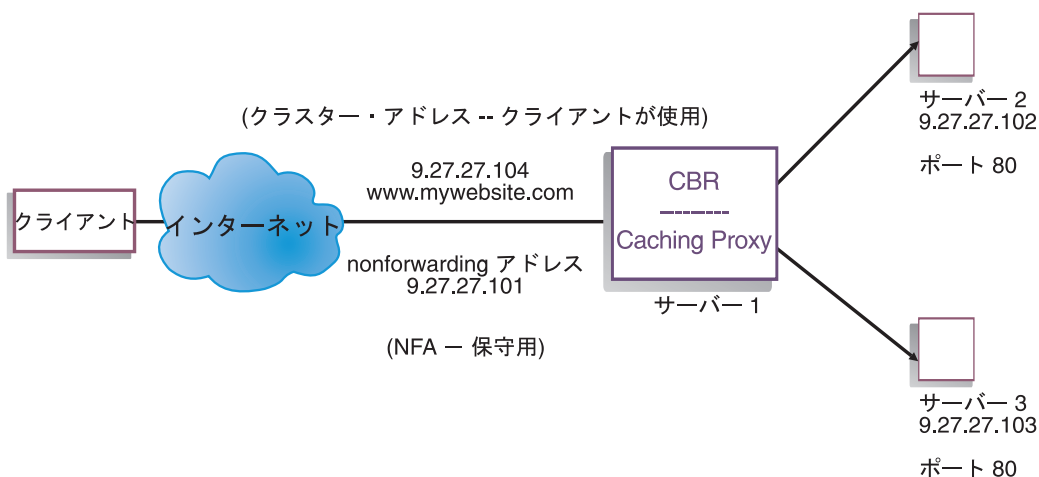 (クラスター・アドレス -- クライアントが使用)
9.27.27.104
www.mywebsite.com
クライアント
インターネット
nonforwarding アドレス
9.27.27.101
(NFA — 保守用)
CBR
--------
Caching Proxy
サーバー 1
サーバー 2
9.27.27.102
ポート 80
サーバー 3
9.27.27.103
ポート 80